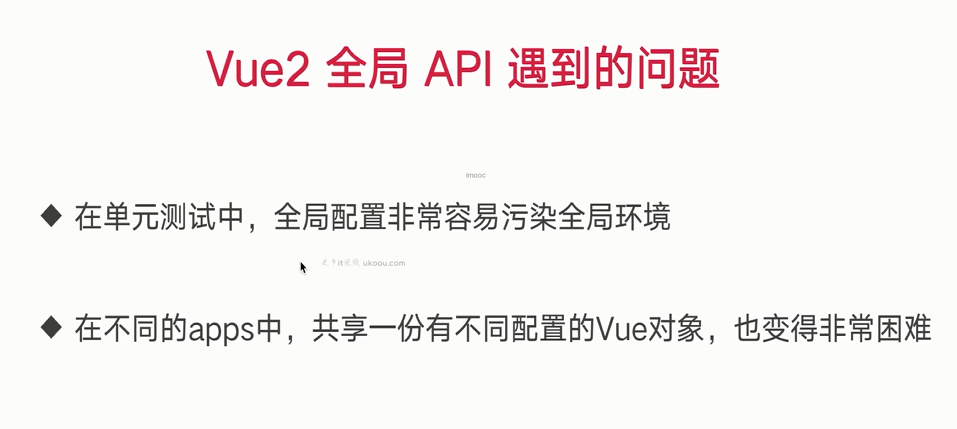 Vue2 全局 API 遇到的问题
imooc
◆ 在单元测试中，全局配置非常容易污染全局环境
it ukoou.com
◆ 在不同的apps中，共享一份有不同配置的Vue对象，也变得非常困难